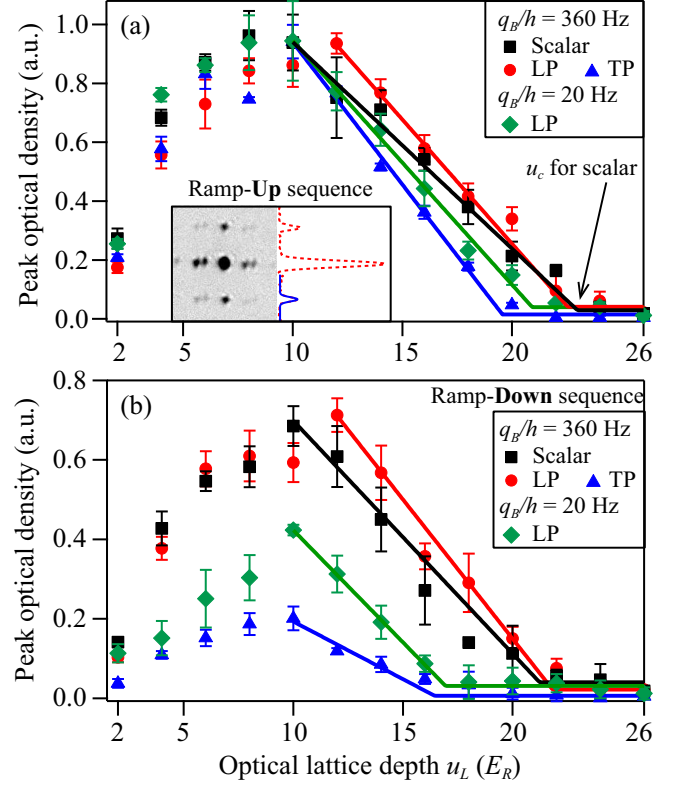 (a)
q_B/h = 360 Hz
Scalar
LP TP
q_B/h = 20 Hz
LP
u_c for scalar
Ramp-Up sequence
Peak optical density (a.u.)
1.0
0.8
0.6
0.4
0.2
0.0
2 6 10 15 20 26
(b)
Ramp-Down sequence
q_B/h = 360 Hz
Scalar
LP TP
q_B/h = 20 Hz
LP
Peak optical density (a.u.)
0.8
0.6
0.4
0.2
0.0
2 6 10 16 20 26
Optical lattice depth u_L (E_R)